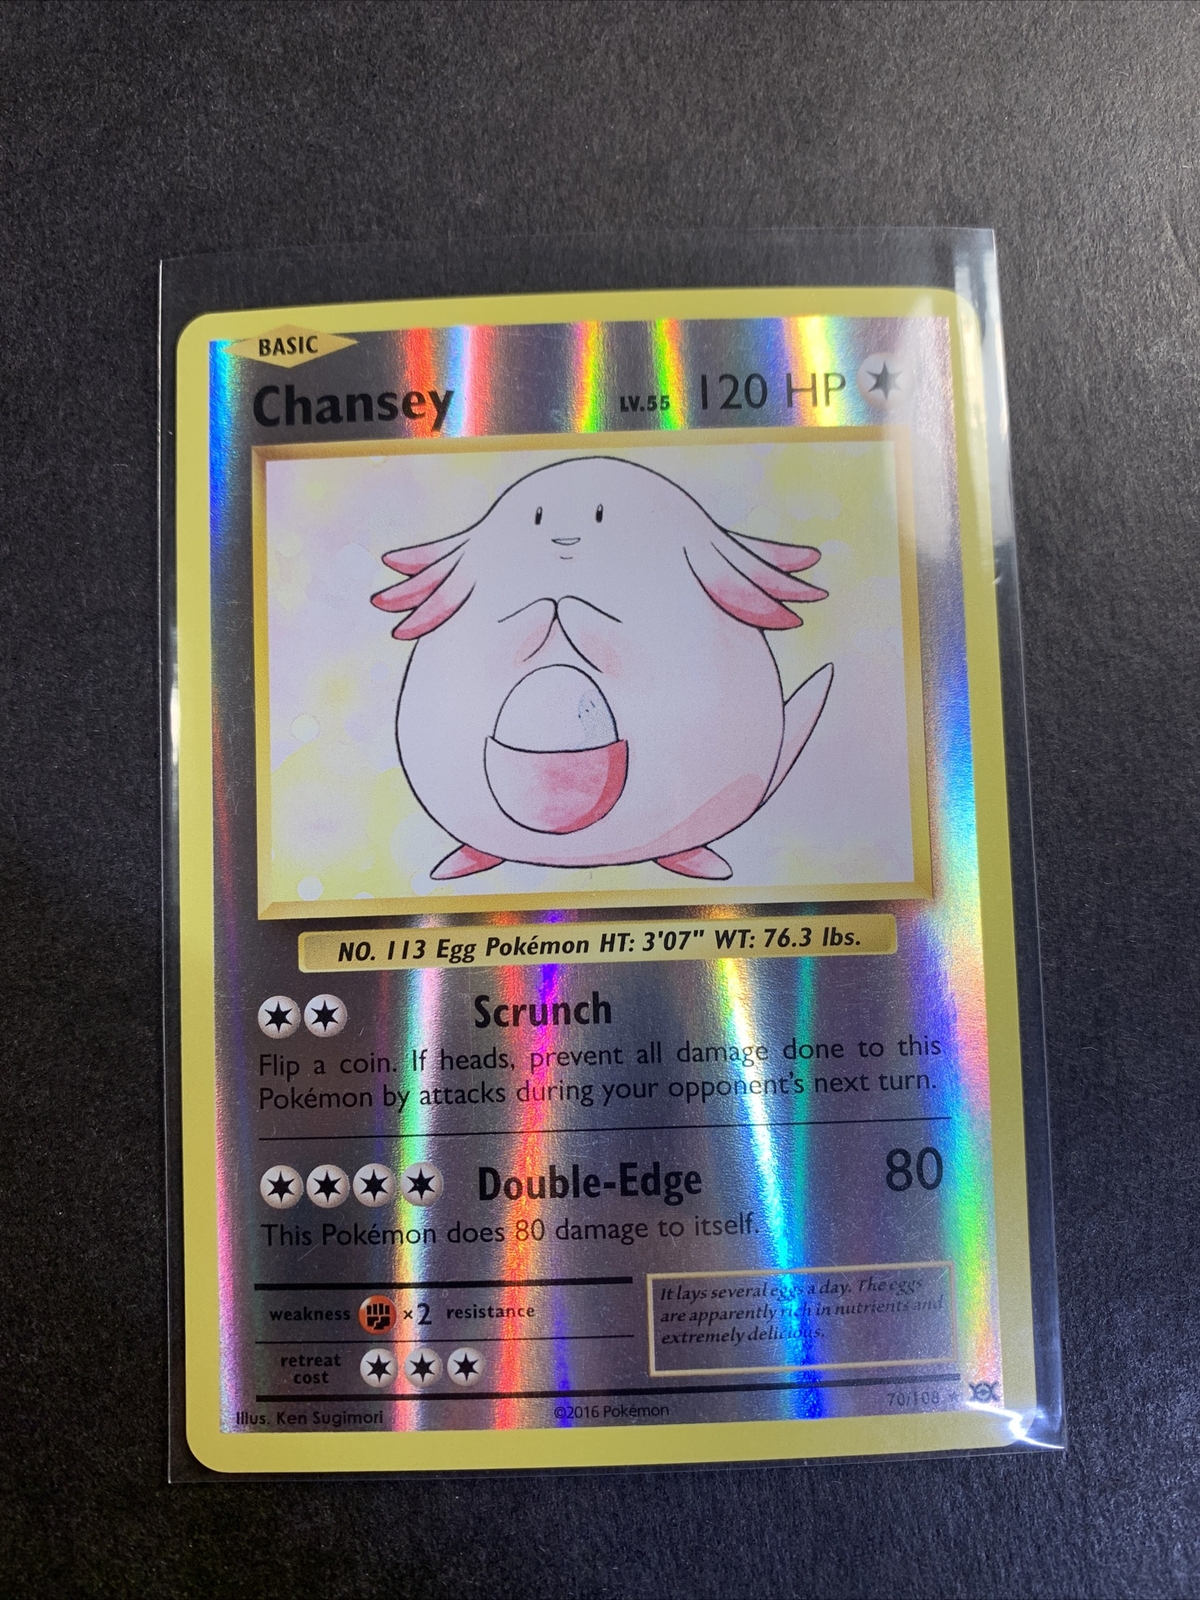 BASIC
Chansey LV.55 120 HP
NO. 113 Egg Pokémon HT: 3'07" WT: 76.3 lbs.
Scrunch
Flip a coin. If heads, prevent all damage done to this
Pokémon by attacks during your opponent's next turn.
Double-Edge 80
This Pokémon does 80 damage to itself.
weakness ×2 resistance
retreat
cost
It lays several eggs a day. The eggs
are apparently rich in nutrients and
extremely delicious.
Illus. Ken Sugimori ©2016 Pokémon 70/108 ★ XY